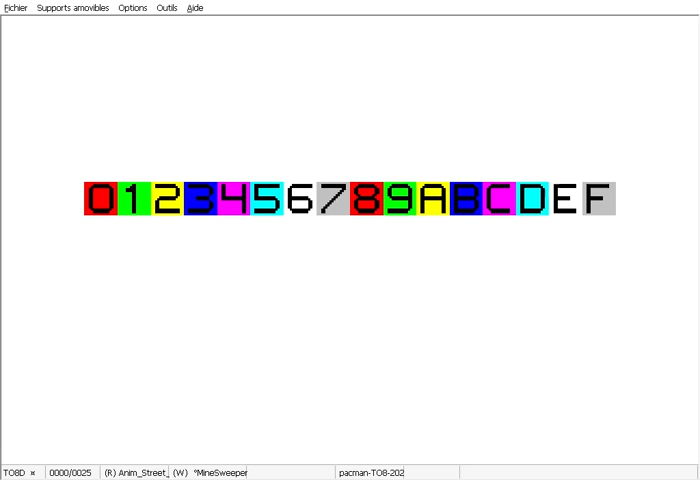 Fichier Supports amovibles Options Outils Aide
0123456789ABCDEF
TO8D ¤ 0000/0025 (R) Anim_Street_ (W) °MineSweeper pacman-TO8-202